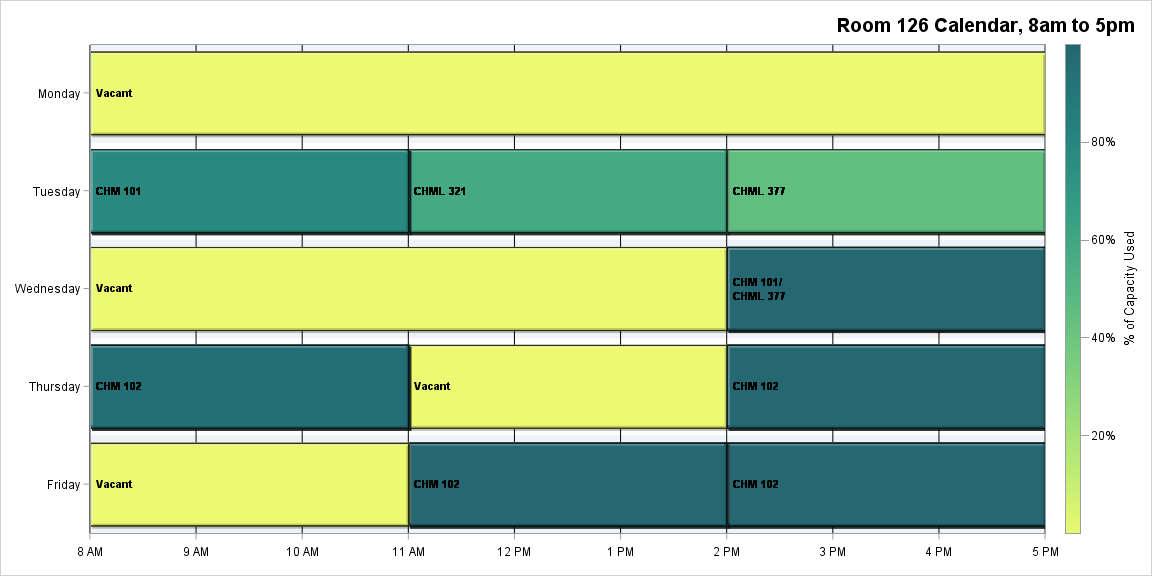 Room 126 Calendar, 8am to 5pm
Monday
Vacant
Tuesday
CHM 101
CHML 321
CHML 377
Wednesday
Vacant
CHM 101/
CHML 377
Thursday
CHM 102
Vacant
CHM 102
Friday
Vacant
CHM 102
CHM 102
8 AM
9 AM
10 AM
11 AM
12 PM
1 PM
2 PM
3 PM
4 PM
5 PM
80%
60%
40%
20%
% of Capacity Used